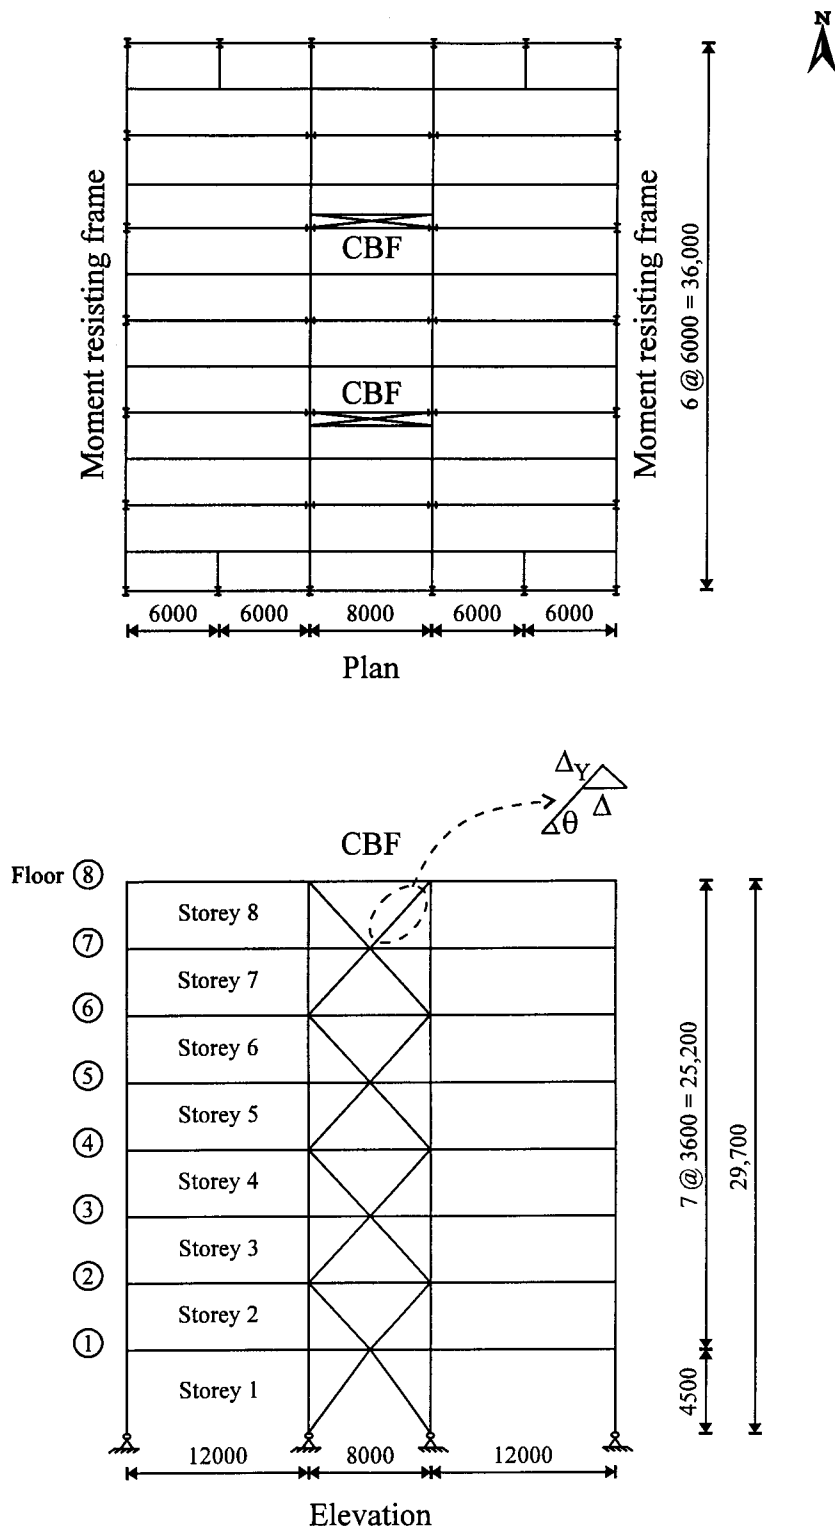 N
Moment resisting frame
CBF
CBF
Moment resisting frame
6 @ 6000 = 36,000
6000 6000 8000 6000 6000
Plan
Δ_Y
Δ
θ
CBF
Floor 8
Storey 8
7
Storey 7
6
Storey 6
5
Storey 5
4
Storey 4
3
Storey 3
2
Storey 2
1
Storey 1
7 @ 3600 = 25,200
4500
29,700
12000 8000 12000
Elevation